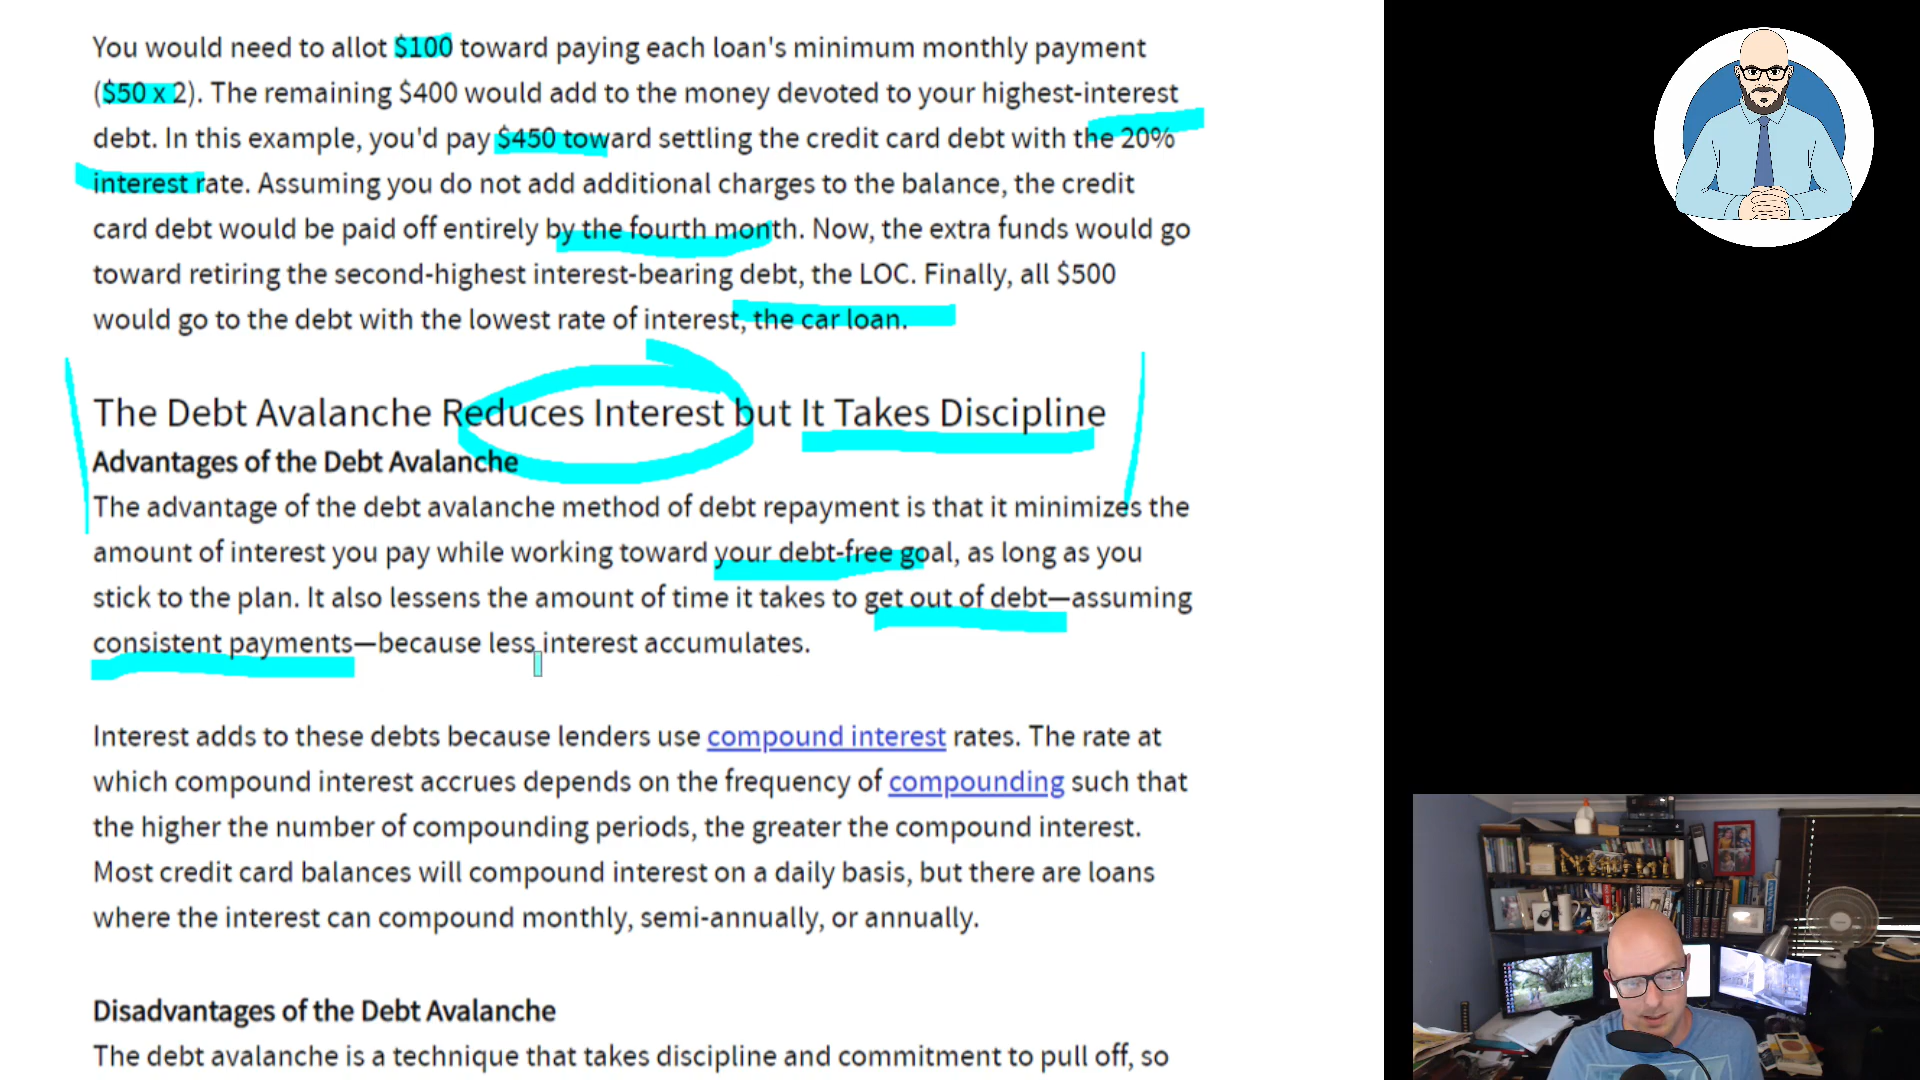 You would need to allot $100 toward paying each loan's minimum monthly payment
($50 x 2). The remaining $400 would add to the money devoted to your highest-interest
debt. In this example, you'd pay $450 toward settling the credit card debt with the 20%
interest rate. Assuming you do not add additional charges to the balance, the credit
card debt would be paid off entirely by the fourth month. Now, the extra funds would go
toward retiring the second-highest interest-bearing debt, the LOC. Finally, all $500
would go to the debt with the lowest rate of interest, the car loan.
The Debt Avalanche Reduces Interest but It Takes Discipline
Advantages of the Debt Avalanche
The advantage of the debt avalanche method of debt repayment is that it minimizes the
amount of interest you pay while working toward your debt-free goal, as long as you
stick to the plan. It also lessens the amount of time it takes to get out of debt—assuming
consistent payments—because less interest accumulates.
Interest adds to these debts because lenders use compound interest rates. The rate at
which compound interest accrues depends on the frequency of compounding such that
the higher the number of compounding periods, the greater the compound interest.
Most credit card balances will compound interest on a daily basis, but there are loans
where the interest can compound monthly, semi-annually, or annually.
Disadvantages of the Debt Avalanche
The debt avalanche is a technique that takes discipline and commitment to pull off, so